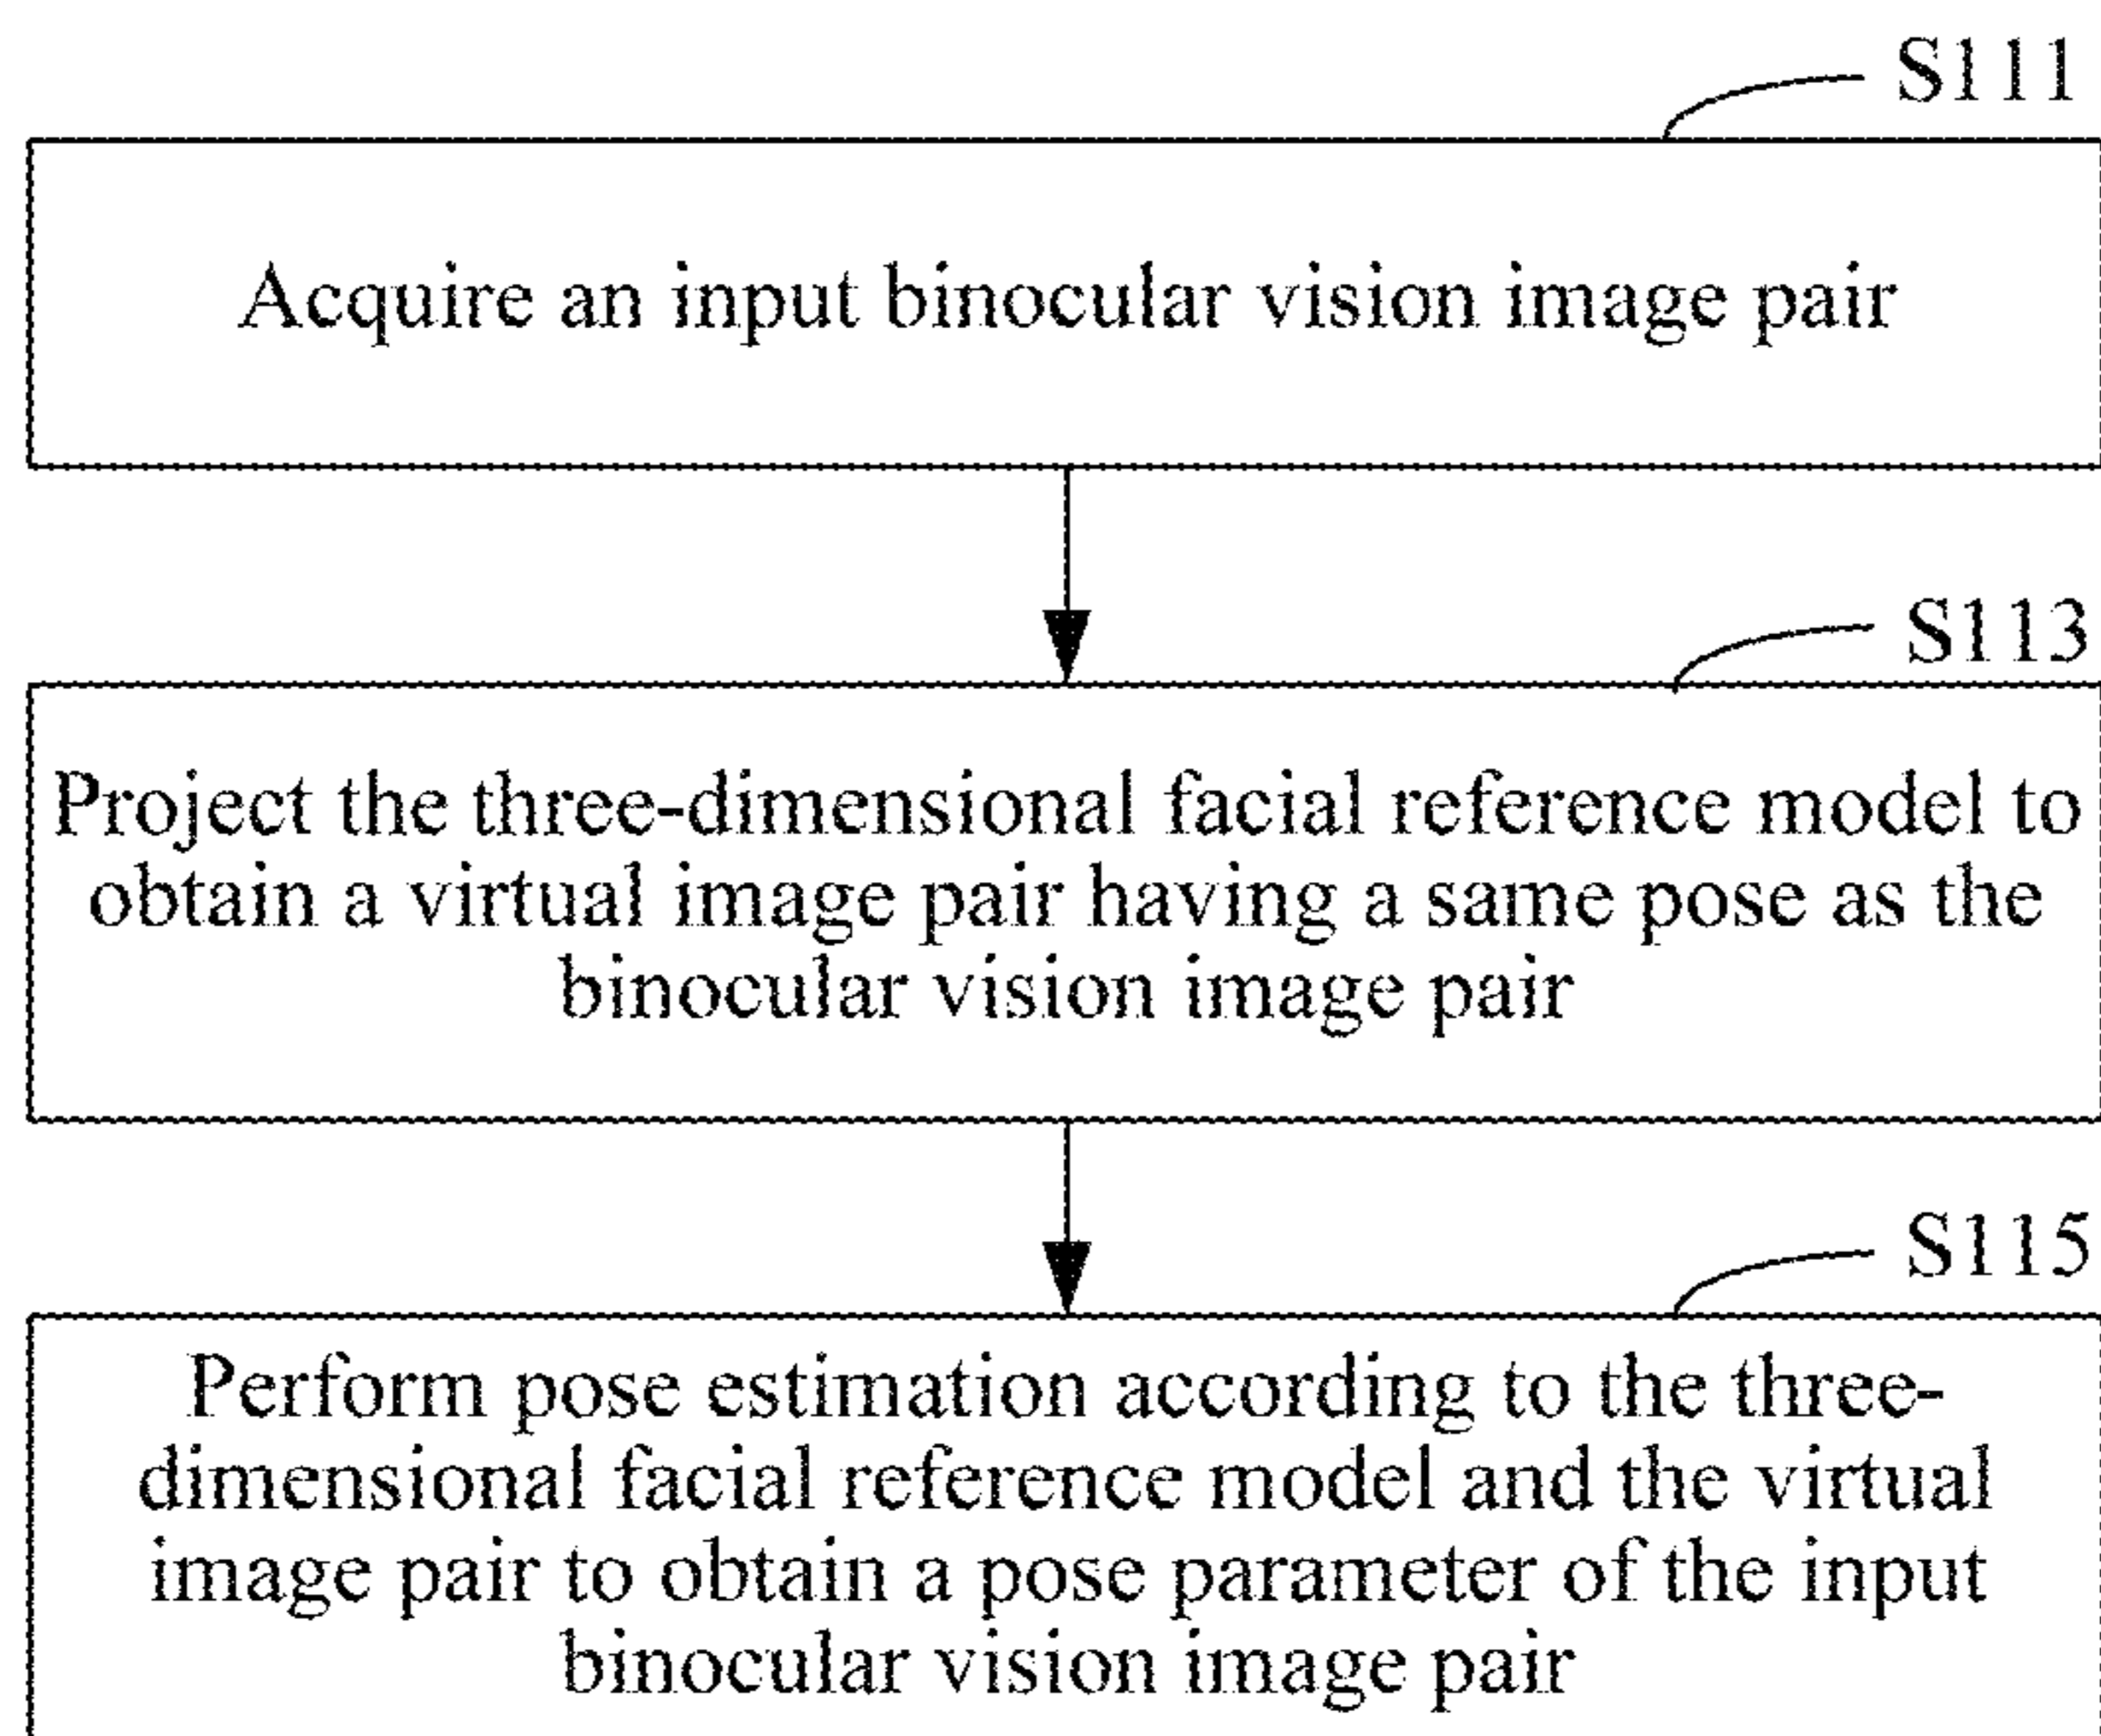 S111
Acquire an input binocular vision image pair
S113
Project the three-dimensional facial reference model to
obtain a virtual image pair having a same pose as the
binocular vision image pair
S115
Perform pose estimation according to the three-
dimensional facial reference model and the virtual
image pair to obtain a pose parameter of the input
binocular vision image pair